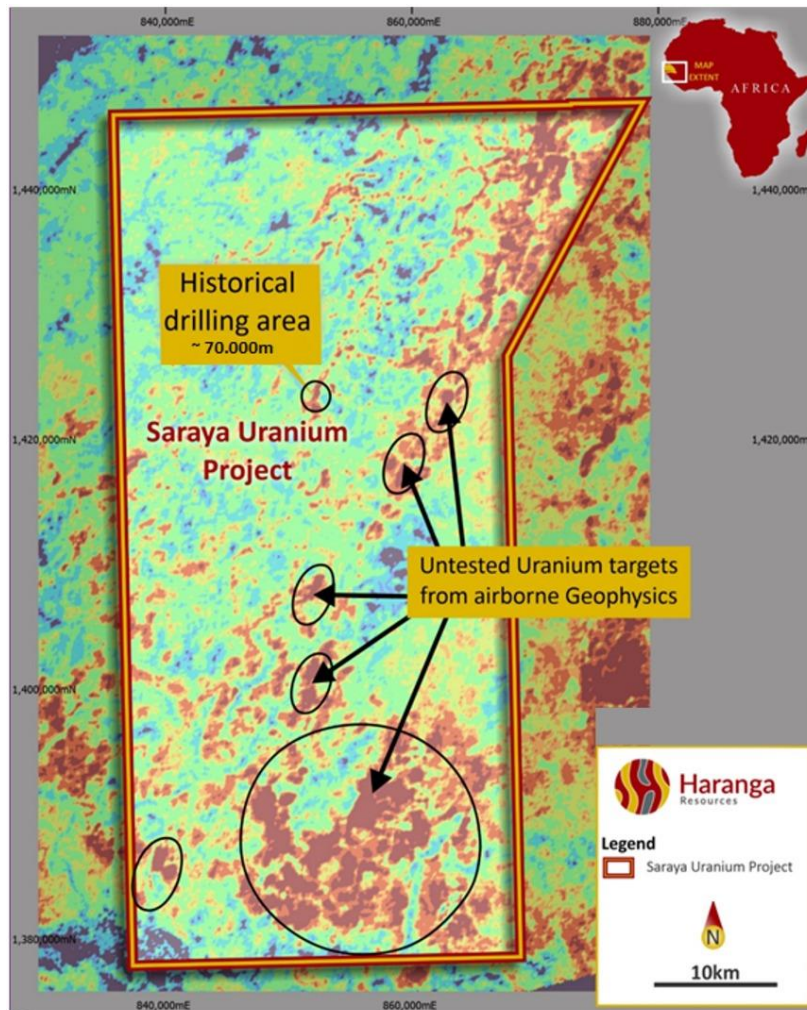 840,000mE
860,000mE
880,000mE
MAP
EXTENT
AFRICA
1,440,000mN
1,440,000m
Historical
drilling area
~ 70.000m
Saraya Uranium
Project
1,420,000mN
1,420,000m
Untested Uranium targets
from airborne Geophysics
1,400,000mN
Haranga
Resources
Legend
Saraya Uranium Project
N
10km
1,380,000mN
840,000mE
860,000mE